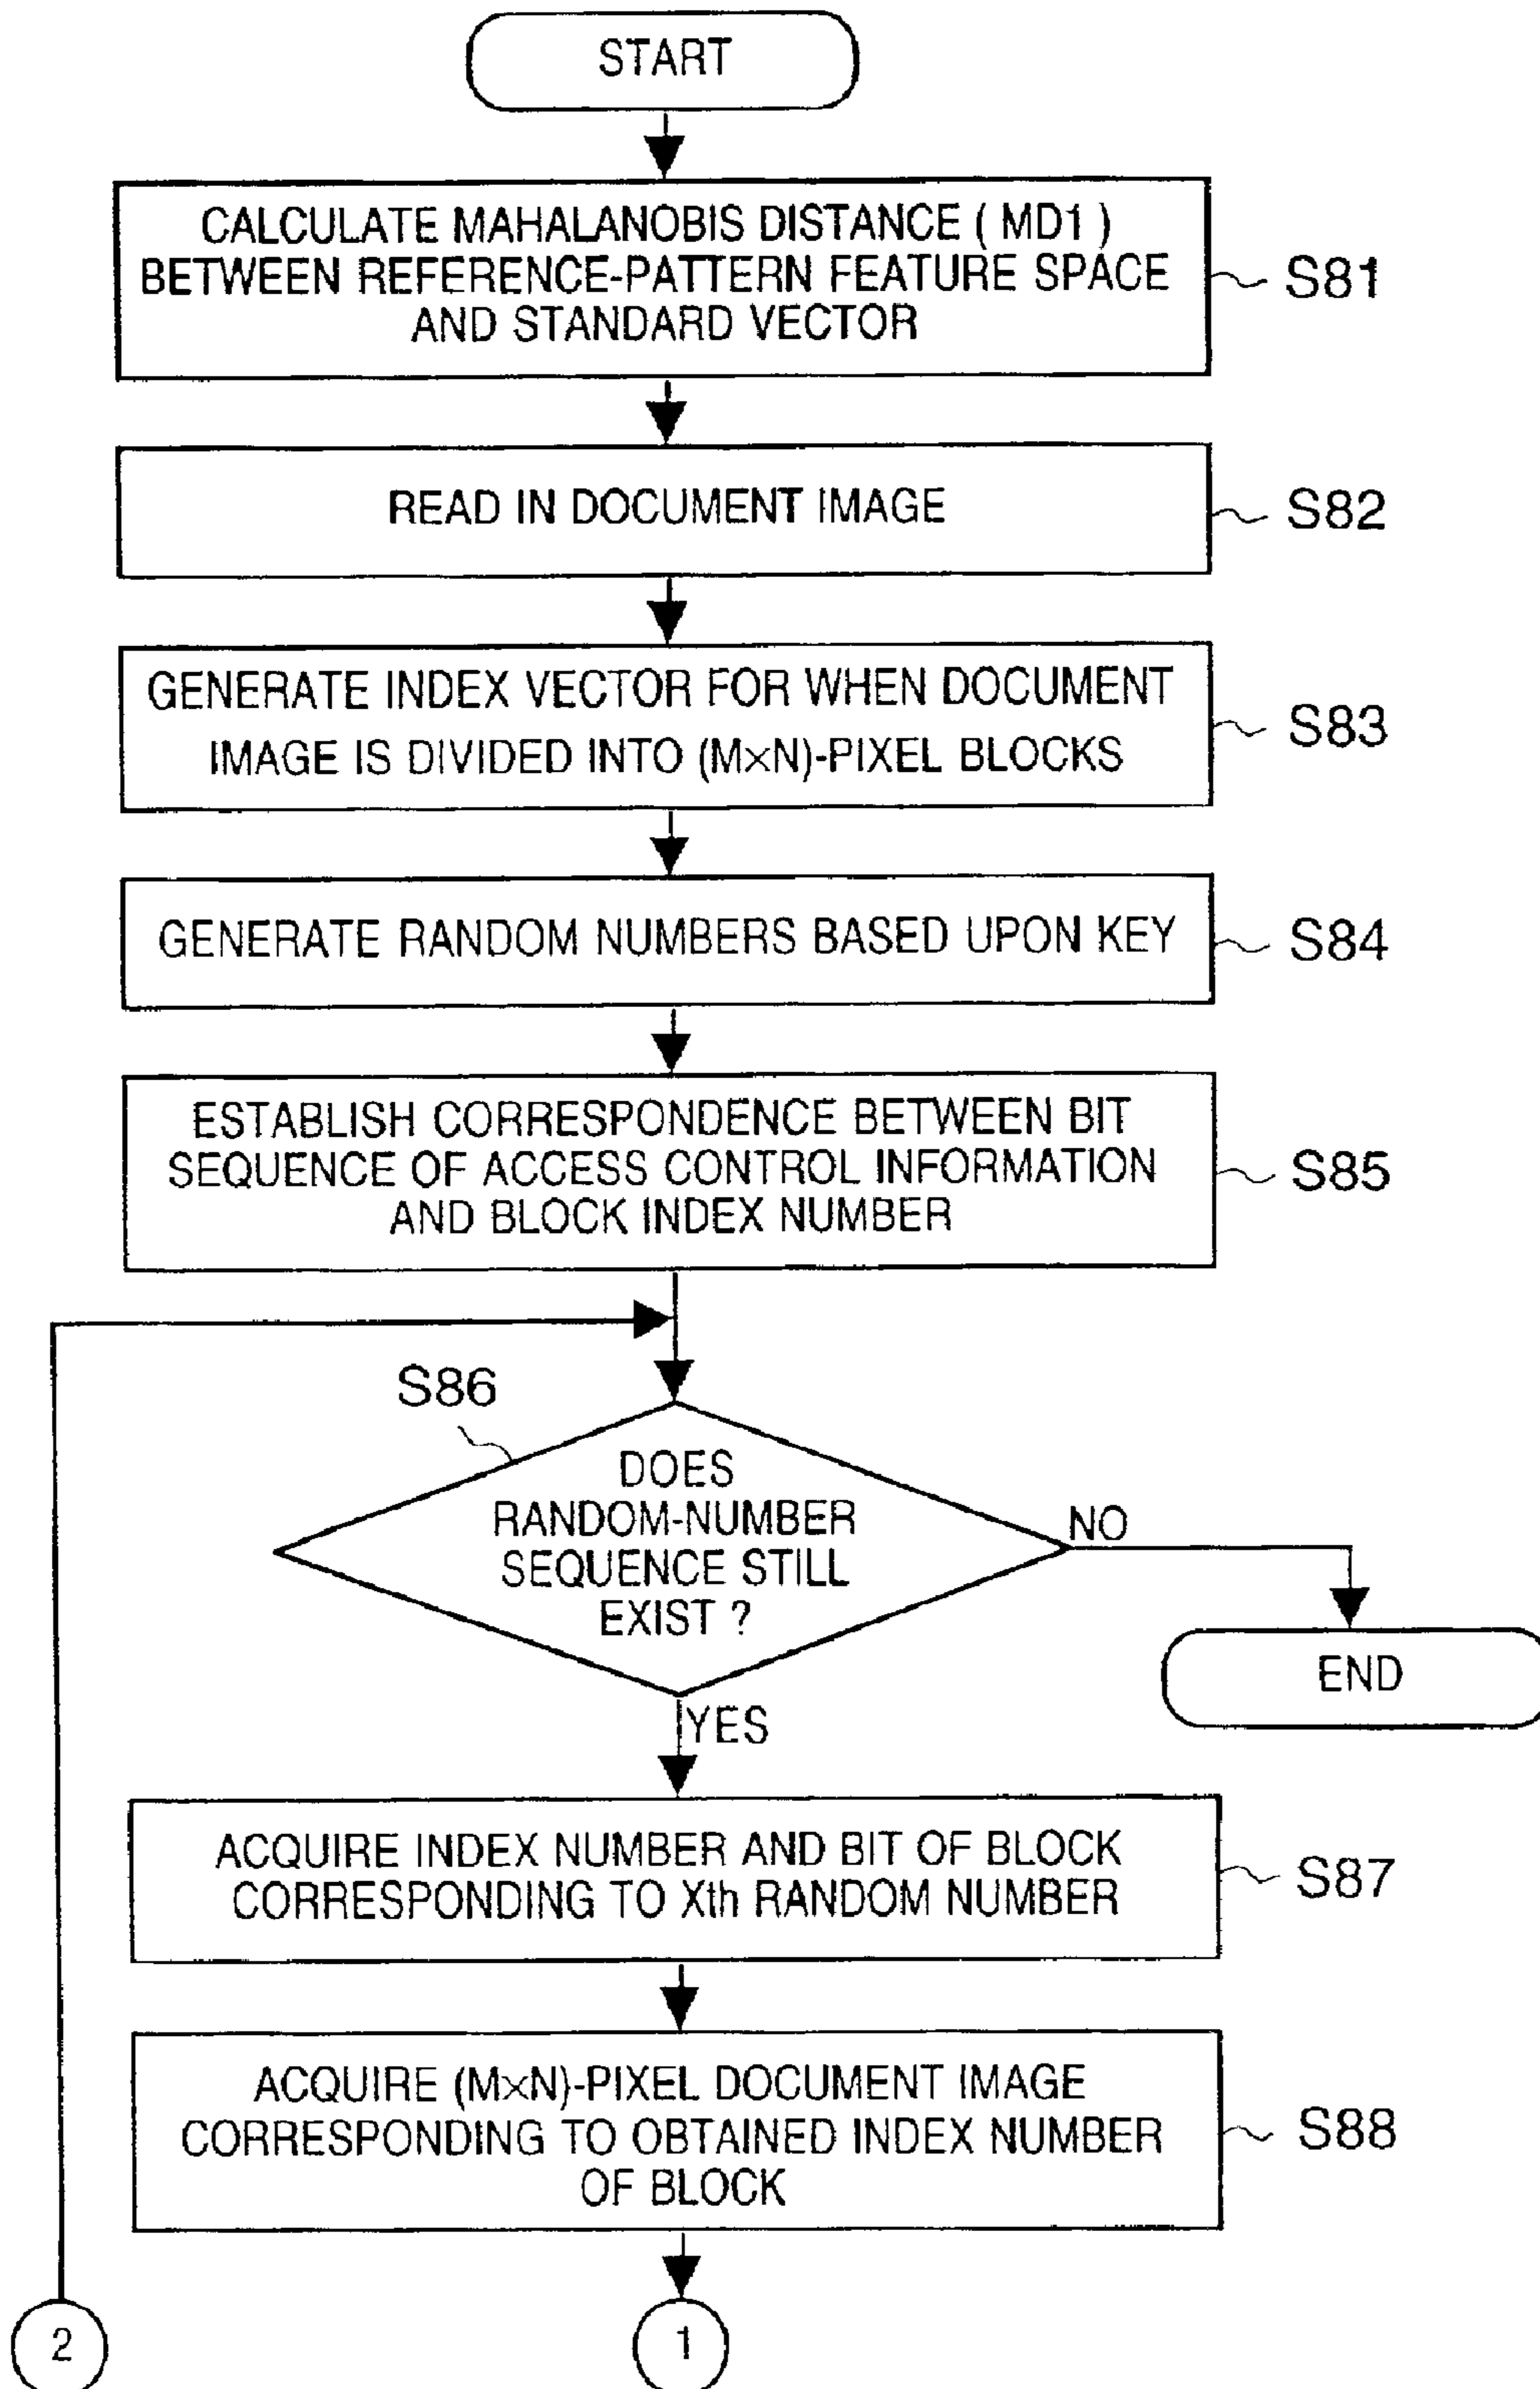 START
CALCULATE MAHALANOBIS DISTANCE ( MD1 )
BETWEEN REFERENCE-PATTERN FEATURE SPACE
AND STANDARD VECTOR
S81
READ IN DOCUMENT IMAGE
S82
GENERATE INDEX VECTOR FOR WHEN DOCUMENT
IMAGE IS DIVIDED INTO (M×N)-PIXEL BLOCKS
S83
GENERATE RANDOM NUMBERS BASED UPON KEY
S84
ESTABLISH CORRESPONDENCE BETWEEN BIT
SEQUENCE OF ACCESS CONTROL INFORMATION
AND BLOCK INDEX NUMBER
S85
S86
DOES
RANDOM-NUMBER
SEQUENCE STILL
EXIST ?
NO
END
YES
ACQUIRE INDEX NUMBER AND BIT OF BLOCK
CORRESPONDING TO Xth RANDOM NUMBER
S87
ACQUIRE (M×N)-PIXEL DOCUMENT IMAGE
CORRESPONDING TO OBTAINED INDEX NUMBER
OF BLOCK
S88
2
1